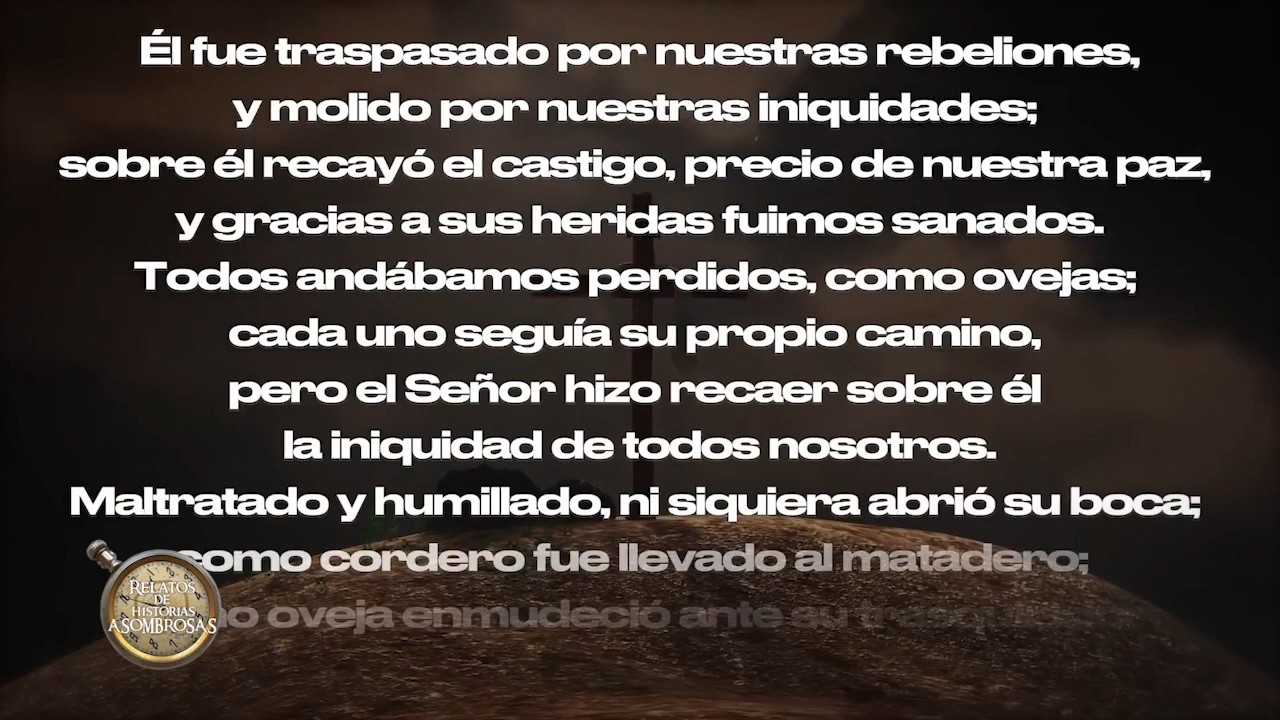 Él fue traspasado por nuestras rebeliones,
y molido por nuestras iniquidades;
sobre él recayó el castigo, precio de nuestra paz,
y gracias a sus heridas fuimos sanados.
Todos andábamos perdidos, como ovejas;
cada uno seguía su propio camino,
pero el Señor hizo recaer sobre él
la iniquidad de todos nosotros.
Maltratado y humillado, ni siquiera abrió su boca;
como cordero fue llevado al matadero;
oveja enmudeció ante su
RELATOS
DE
HISTORIAS
ASOMBROSAS